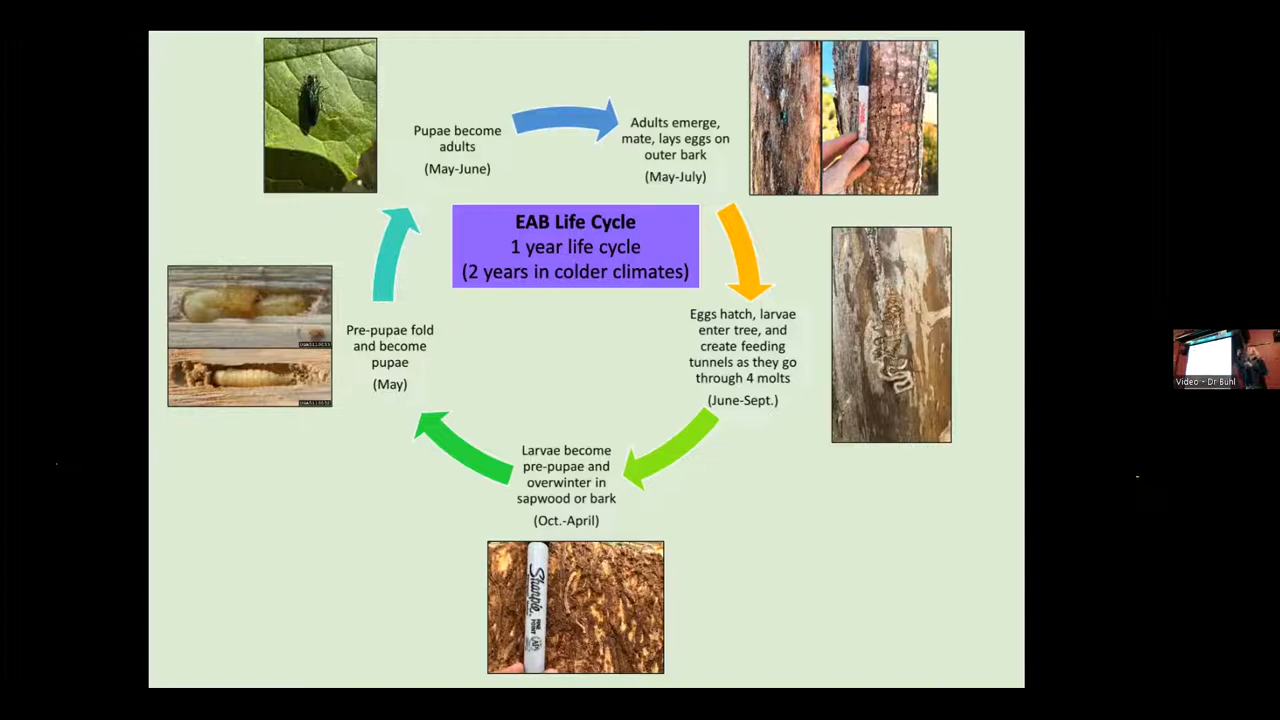 Pupae become
adults
(May-June)
Adults emerge,
mate, lays eggs on
outer bark
(May-July)
EAB Life Cycle
1 year life cycle
(2 years in colder climates)
Eggs hatch, larvae
enter tree, and
create feeding
tunnels as they go
through 4 molts
(June-Sept.)
Pre-pupae fold
and become
pupae
(May)
Larvae become
pre-pupae and
overwinter in
sapwood or bark
(Oct.-April)
Sharpie
FINE
POINT
Video - Dr Buhl